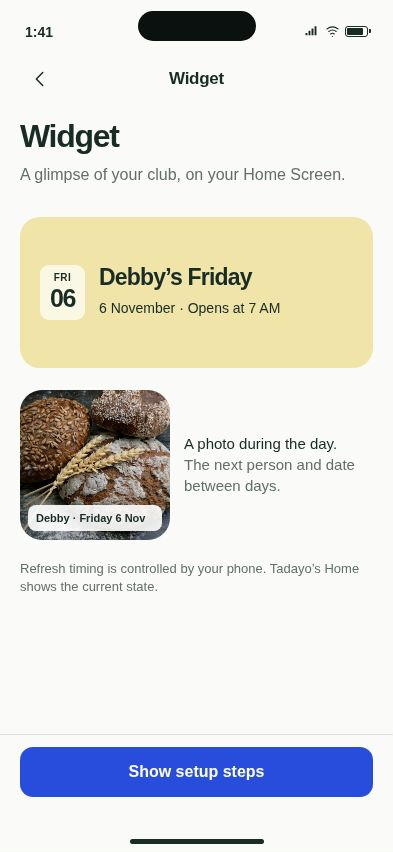 1:41
Widget
Widget
A glimpse of your club, on your Home Screen.
FRI
06
Debby’s Friday
6 November · Opens at 7 AM
Debby · Friday 6 Nov
A photo during the day.
The next person and date
between days.
Refresh timing is controlled by your phone. Tadayo’s Home
shows the current state.
Show setup steps